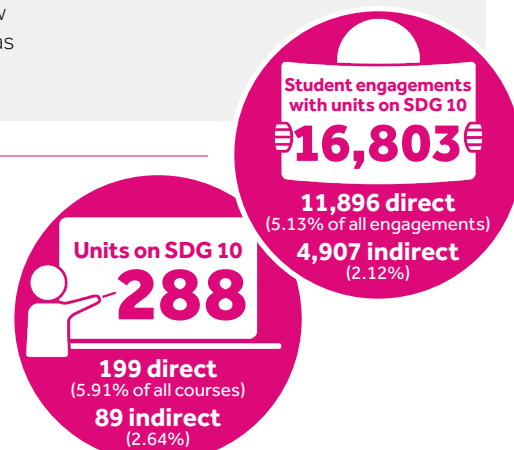 as
Student engagements
with units on SDG 10
16,803
11,896 direct
(5.13% of all engagements)
4,907 indirect
(2.12%)
Units on SDG 10
288
199 direct
(5.91% of all courses)
89 indirect
(2.64%)